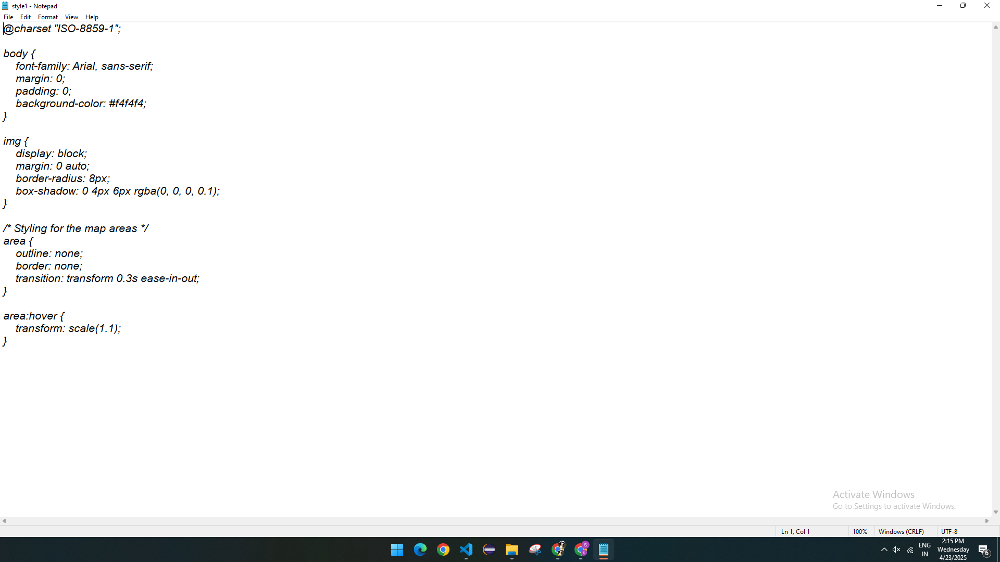 style1 - Notepad
File Edit Format View Help
@charset "ISO-8859-1";
body {
font-family: Arial, sans-serif;
margin: 0;
padding: 0;
background-color: #f4f4f4;
}
img {
display: block;
margin: 0 auto;
border-radius: 8px;
box-shadow: 0 4px 6px rgba(0, 0, 0, 0.1);
}
/* Styling for the map areas */
area {
outline: none;
border: none;
transition: transform 0.3s ease-in-out;
}
area:hover {
transform: scale(1.1);
}
Activate Windows
Go to Settings to activate Windows.
Ln 1, Col 1 100% Windows (CRLF) UTF-8
S
S
ENG
IN
2:15 PM
Wednesday
4/23/2025
6